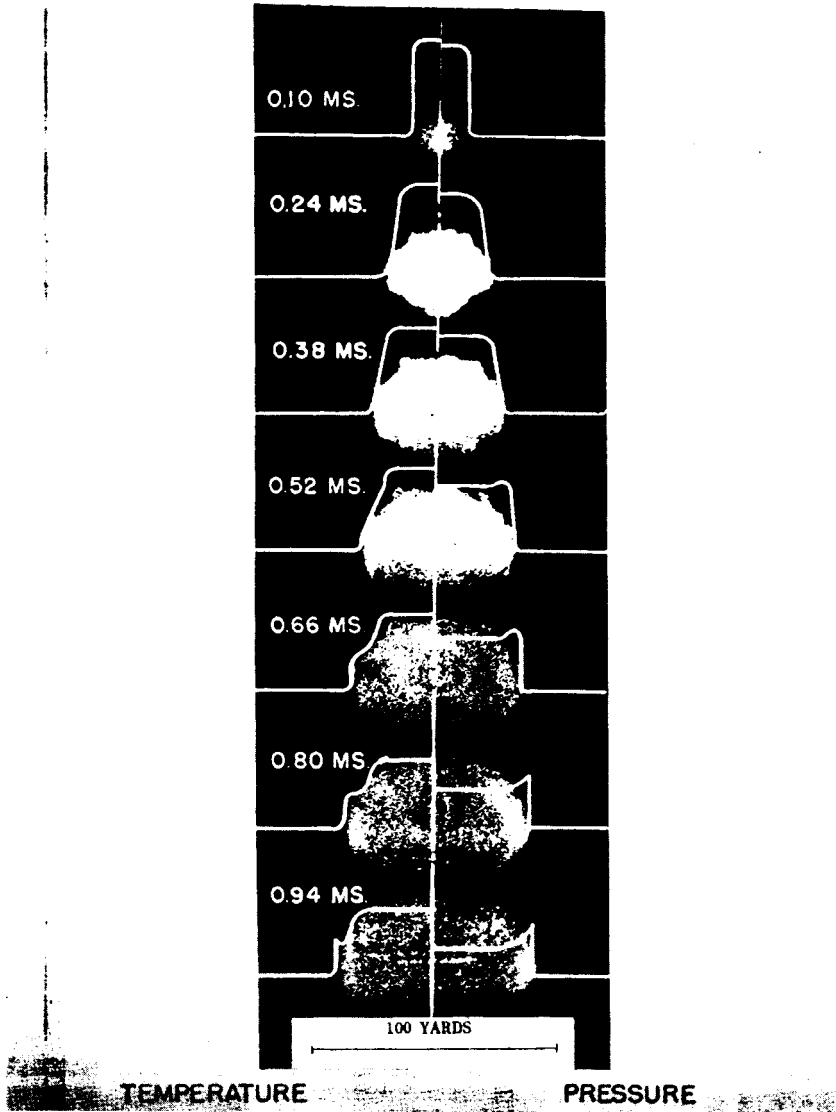 0.10 MS.
0.24 MS.
0.38 MS.
0.52 MS.
0.66 MS
0.80 MS.
0.94 MS.
100 YARDS
TEMPERATURE PRESSURE